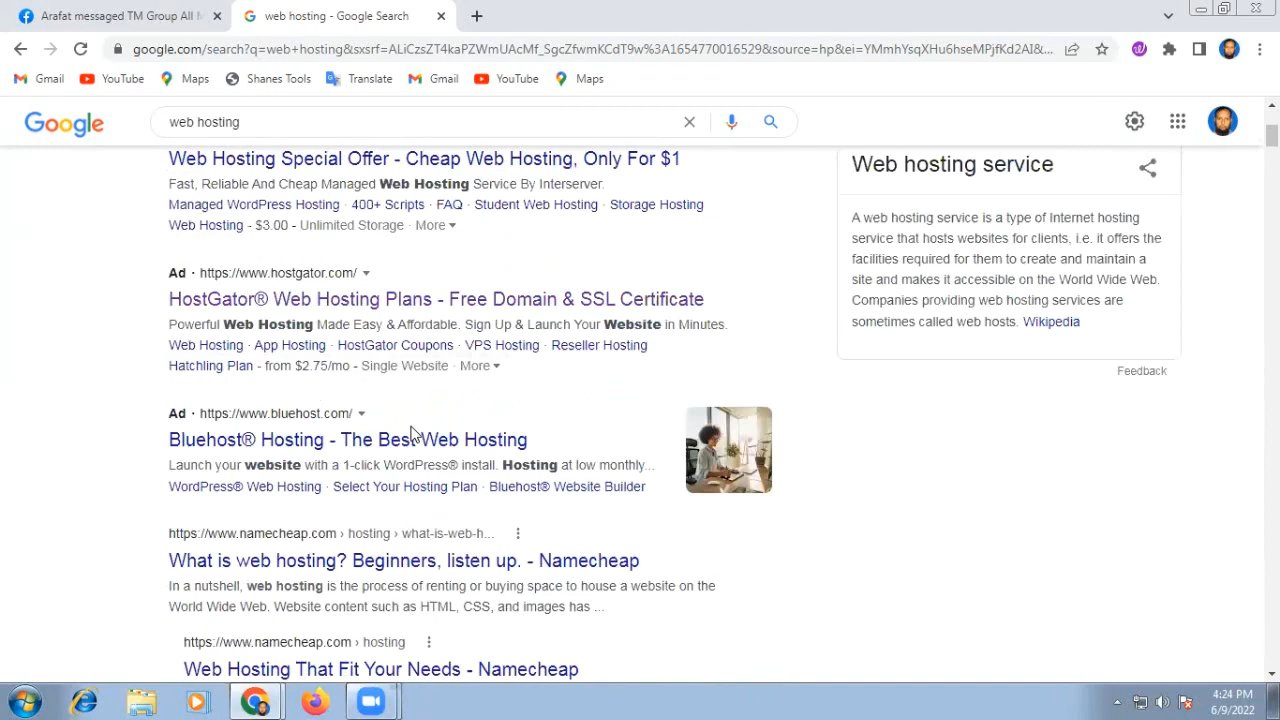 Arafat messaged TM Group All M
web hosting - Google Search
google.com/search?q=web+hosting&sxsrf=ALiCzsZT4kaPZWmUAcMf_SgcZfwmKCdT9w%3A1654770016529&source=hp&ei=YMmhYsqXHu6hseMPjfKd2AI&...
Gmail YouTube Maps Shanes Tools Translate Gmail YouTube Maps
Google
web hosting
Web Hosting Special Offer - Cheap Web Hosting, Only For $1
Fast, Reliable And Cheap Managed Web Hosting Service By Interserver.
Managed WordPress Hosting · 400+ Scripts · FAQ · Student Web Hosting · Storage Hosting
Web Hosting - $3.00 - Unlimited Storage · More
Ad · https://www.hostgator.com/
HostGator® Web Hosting Plans - Free Domain & SSL Certificate
Powerful Web Hosting Made Easy & Affordable. Sign Up & Launch Your Website in Minutes.
Web Hosting · App Hosting · HostGator Coupons · VPS Hosting · Reseller Hosting
Hatchling Plan - from $2.75/mo - Single Website · More
Ad · https://www.bluehost.com/
Bluehost® Hosting - The Best Web Hosting
Launch your website with a 1-click WordPress® install. Hosting at low monthly...
WordPress® Web Hosting · Select Your Hosting Plan · Bluehost® Website Builder
https://www.namecheap.com › hosting › what-is-web-h...
What is web hosting? Beginners, listen up. - Namecheap
In a nutshell, web hosting is the process of renting or buying space to house a website on the
World Wide Web. Website content such as HTML, CSS, and images has ...
https://www.namecheap.com › hosting
Web Hosting That Fit Your Needs - Namecheap
Web hosting service
A web hosting service is a type of Internet hosting
service that hosts websites for clients, i.e. it offers the
facilities required for them to create and maintain a
site and makes it accessible on the World Wide Web.
Companies providing web hosting services are
sometimes called web hosts. Wikipedia
Feedback
4:24 PM
6/9/2022